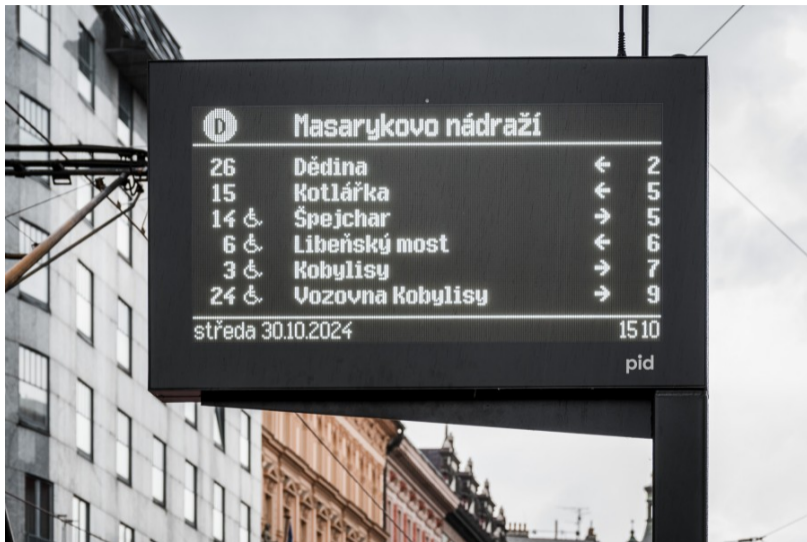 D Masarykovo nádraží
26 Dědina ← 2
15 Kotlářka ← 5
14 ♿ Špejchar → 5
6 ♿ Libeňský most ← 6
3 ♿ Kobylisy → 7
24 ♿ Vozovna Kobylisy → 9
středa 30.10.2024 15 10
pid